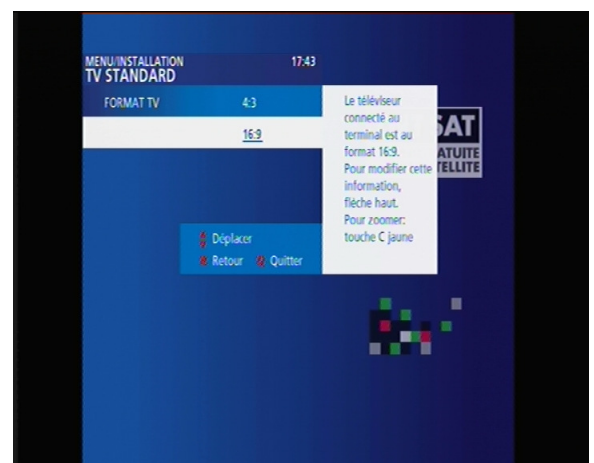 MENU/INSTALLATION 17:43
TV STANDARD
FORMAT TV 4:3
16:9
Le téléviseur
connecté au
terminal est au
format 16:9.
Pour modifier cette
information,
flèche haut.
Pour zoomer:
touche C jaune
SAT
ATUITE
TELLITE
Déplacer
Retour Quitter